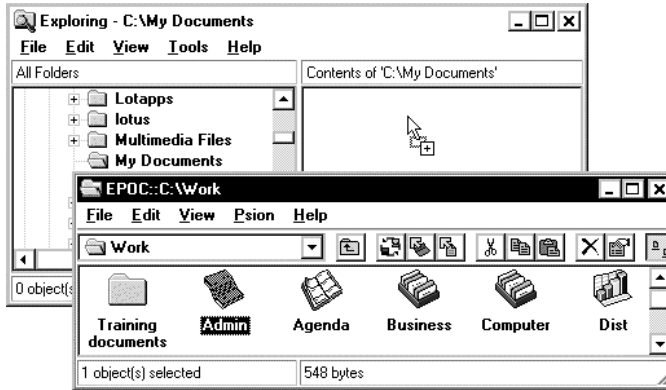 Exploring - C:\My Documents
File Edit View Tools Help
All Folders
Contents of 'C:\My Documents'
Lotapps
lotus
Multimedia Files
My Documents
0 object(s
EPOC::C:\Work
File Edit View Psion Help
Work
Training documents
Admin
Agenda
Business
Computer
Dist
1 object(s) selected
548 bytes